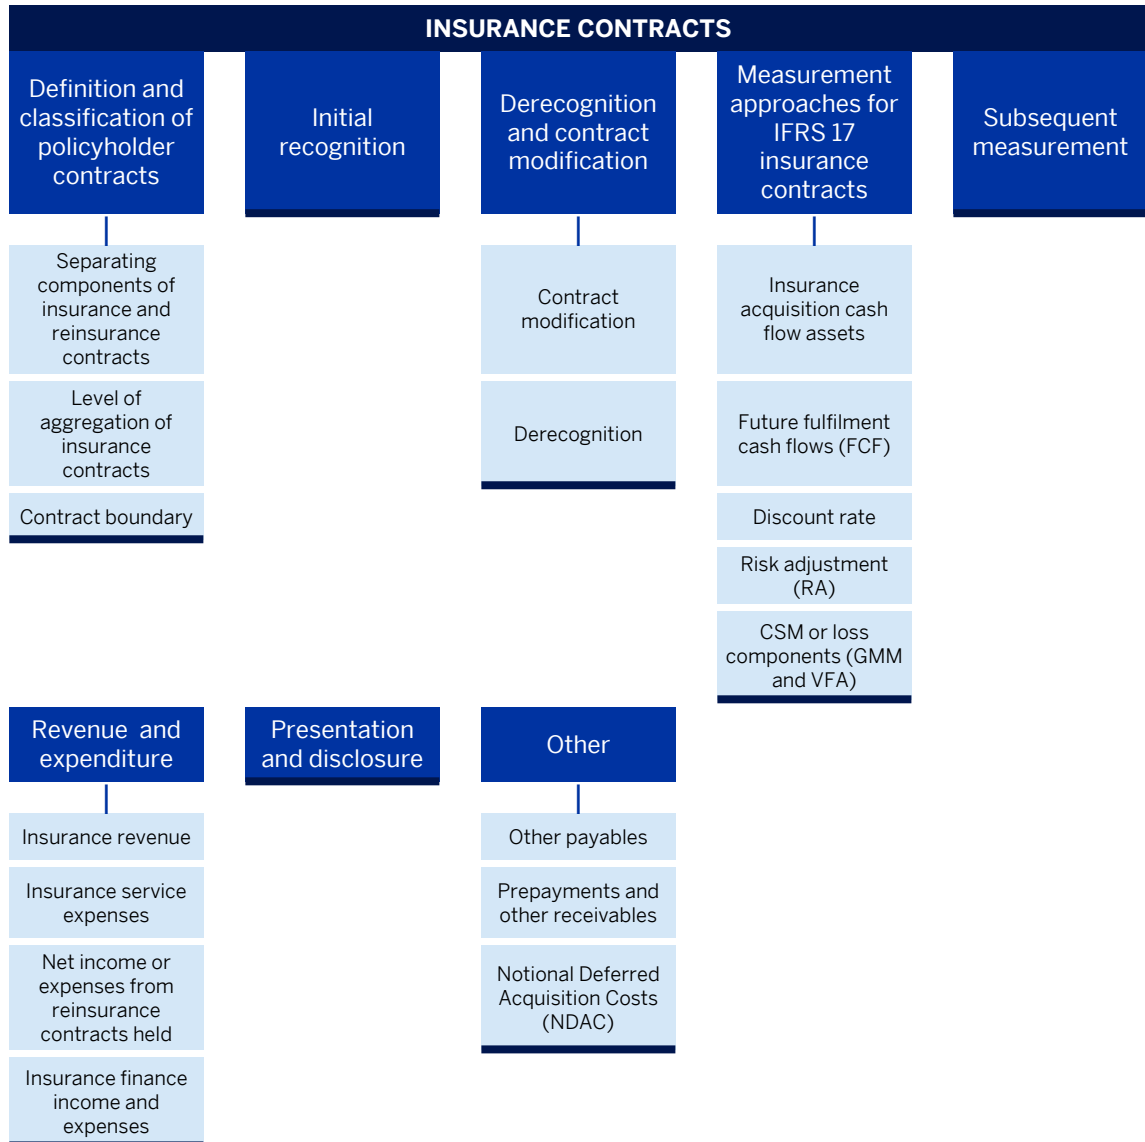 INSURANCE CONTRACTS
Definition and
classification of
policyholder
contracts
Initial
recognition
Derecognition
and contract
modification
Measurement
approaches for
IFRS 17
insurance
contracts
Subsequent
measurement
Separating
components of
insurance and
reinsurance
contracts
Level of
aggregation of
insurance
contracts
Contract boundary
Contract
modification
Derecognition
Insurance
acquisition cash
flow assets
Future fulfilment
cash flows (FCF)
Discount rate
Risk adjustment
(RA)
CSM or loss
components (GMM
and VFA)
Revenue and
expenditure
Presentation
and disclosure
Other
Insurance revenue
Insurance service
expenses
Net income or
expenses from
reinsurance
contracts held
Insurance finance
income and
expenses
Other payables
Prepayments and
other receivables
Notional Deferred
Acquisition Costs
(NDAC)